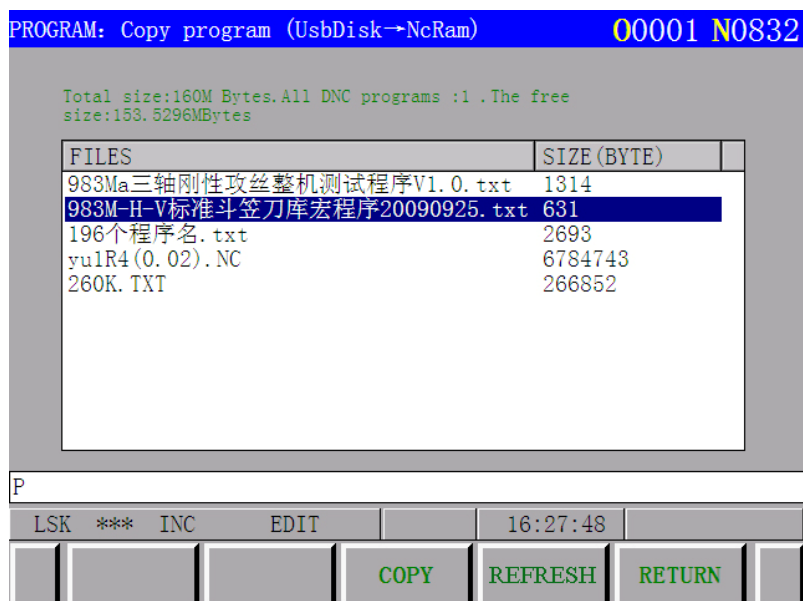 PROGRAM: Copy program (UsbDisk→NcRam) O0001 N0832
Total size:160M Bytes.All DNC programs :1 .The free
size:153.5296MBytes
FILES SIZE(BYTE)
983Ma三轴刚性攻丝整机测试程序V1.0.txt 1314
983M-H-V标准斗笠刀库宏程序20090925.txt 631
196个程序名.txt 2693
yu1R4(0.02).NC 6784743
260K.TXT 266852
P
LSK *** INC EDIT 16:27:48
COPY REFRESH RETURN